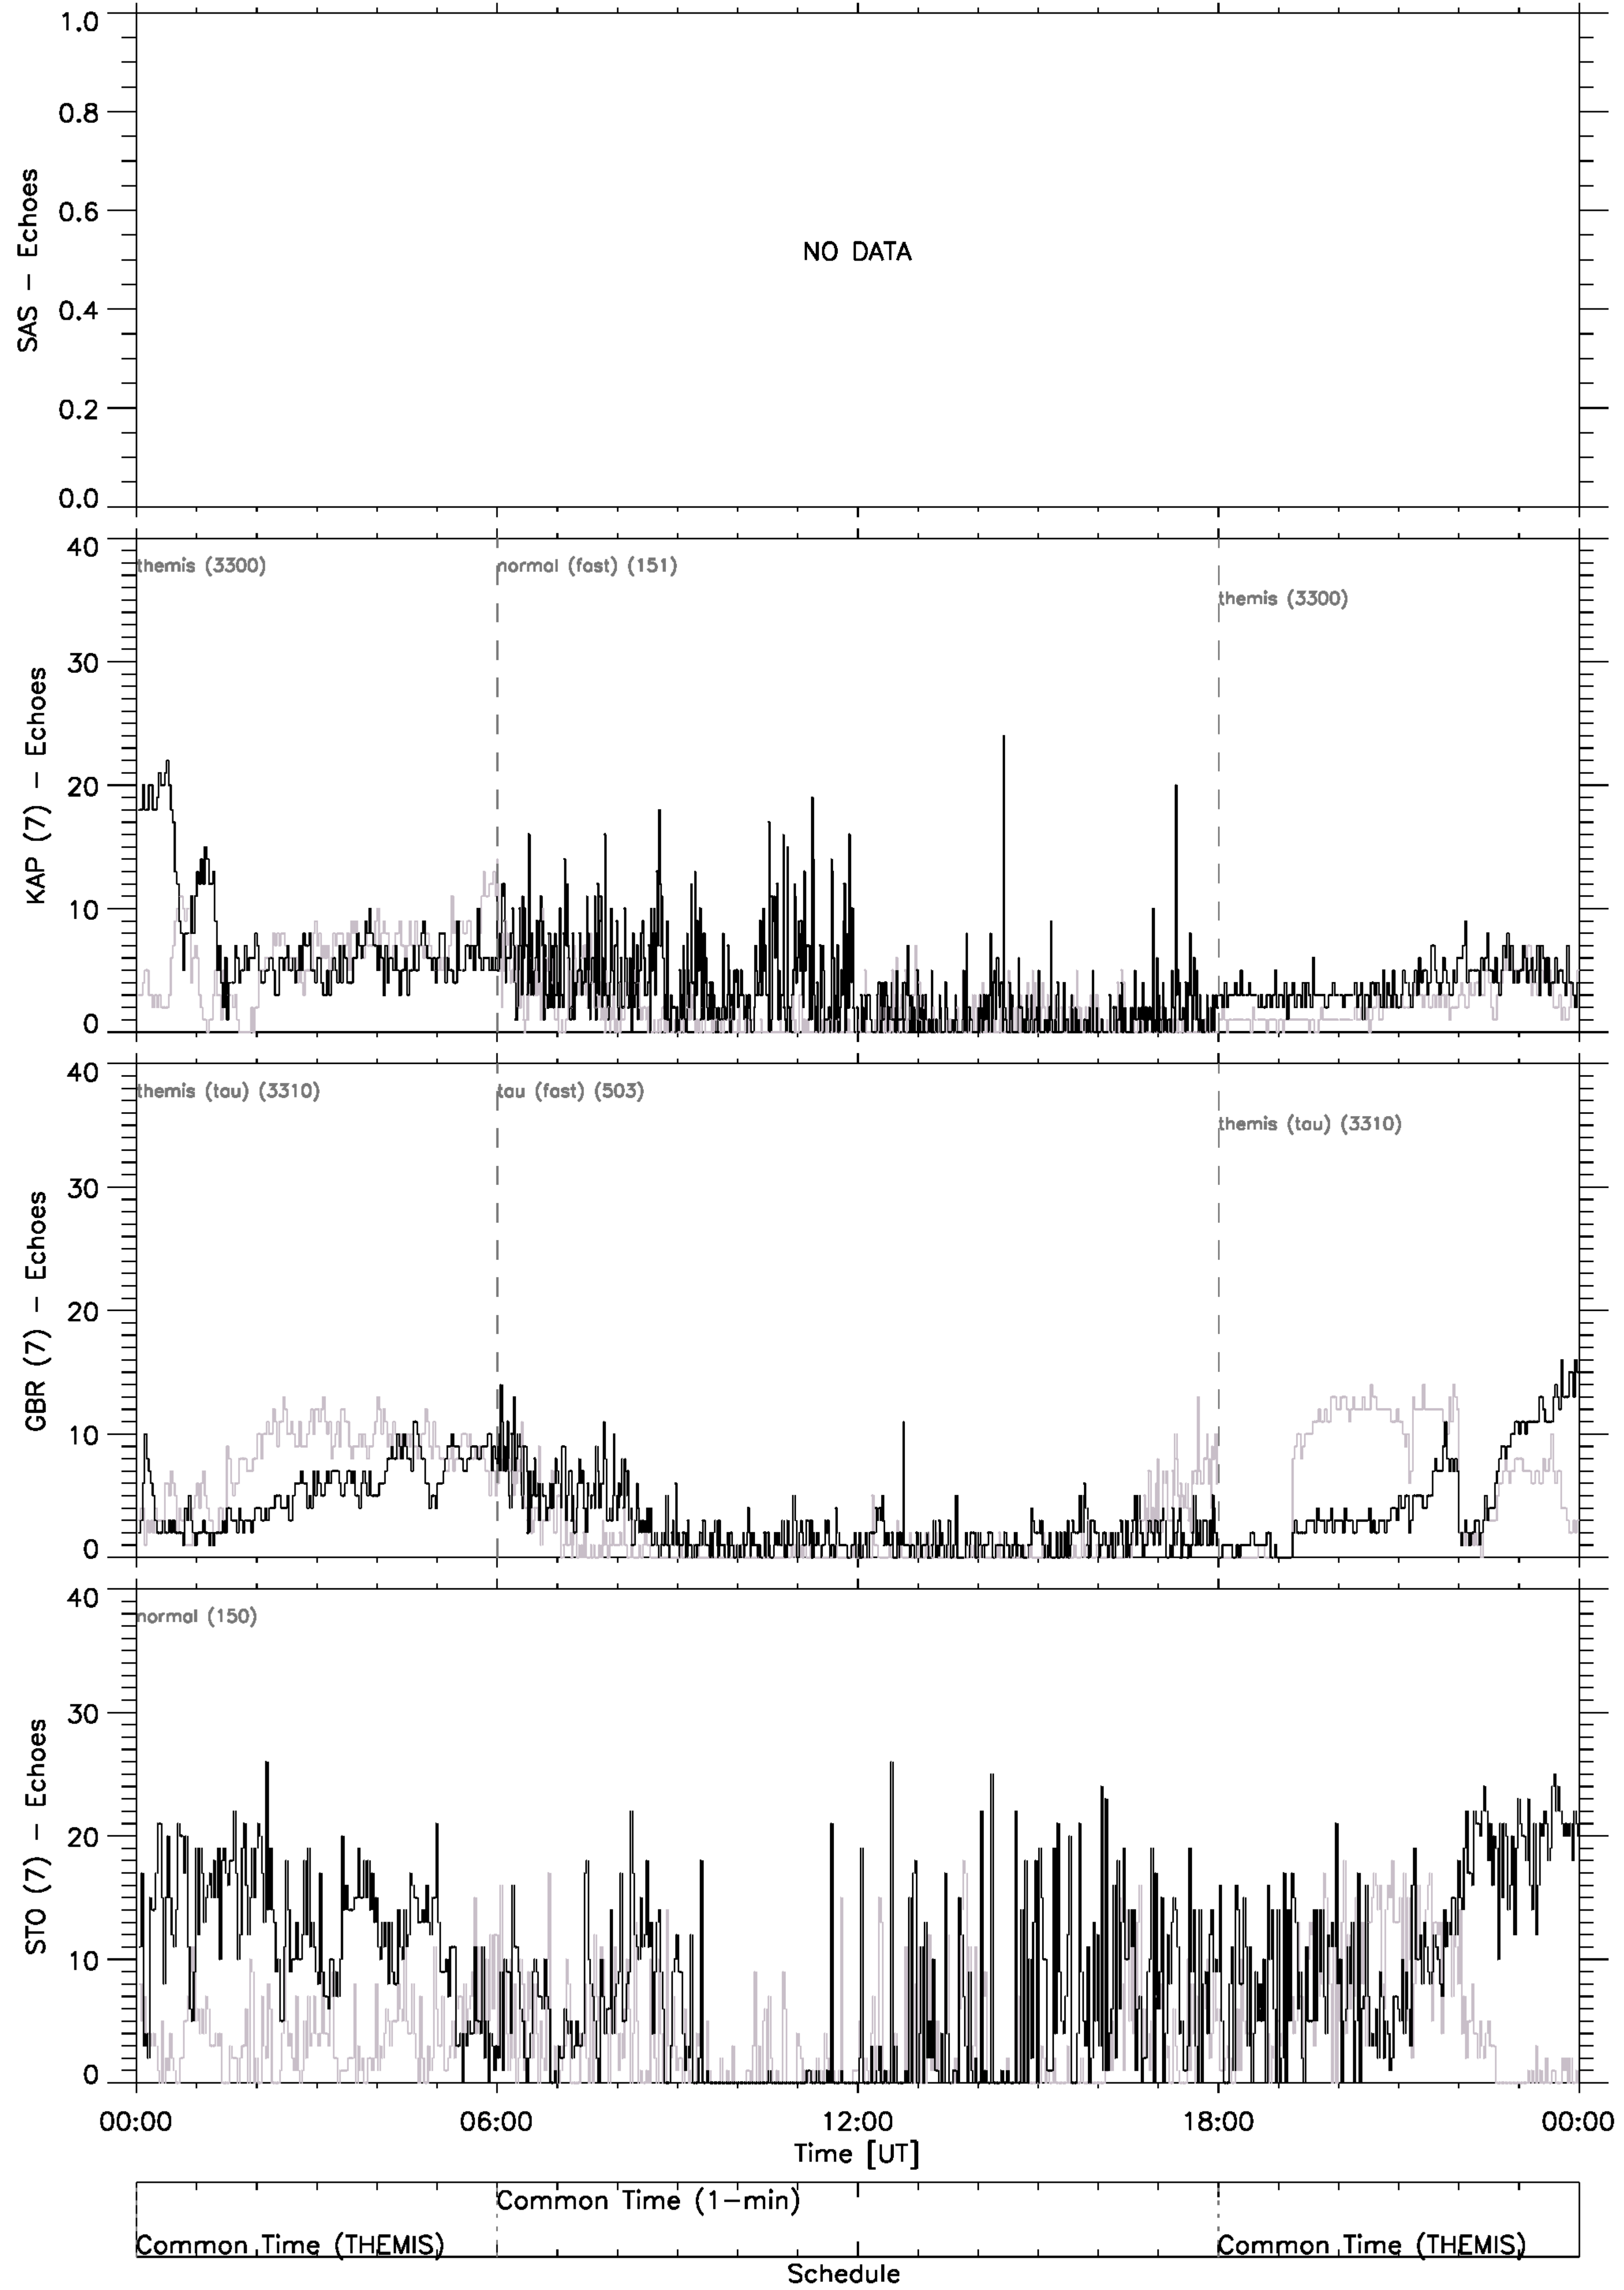 1.0
0.8
0.6
0.4
0.2
0.0
SAS – Echoes
NO DATA
40
30
20
10
0
KAP (7) – Echoes
themis (3300)
normal (fast) (151)
themis (3300)
40
30
20
10
0
GBR (7) – Echoes
themis (tau) (3310)
tau (fast) (503)
themis (tau) (3310)
40
30
20
10
0
STO (7) – Echoes
normal (150)
00:00 06:00 12:00 18:00 00:00
Time [UT]
Common Time (1–min)
Common Time (THEMIS) Common Time (THEMIS)
Schedule